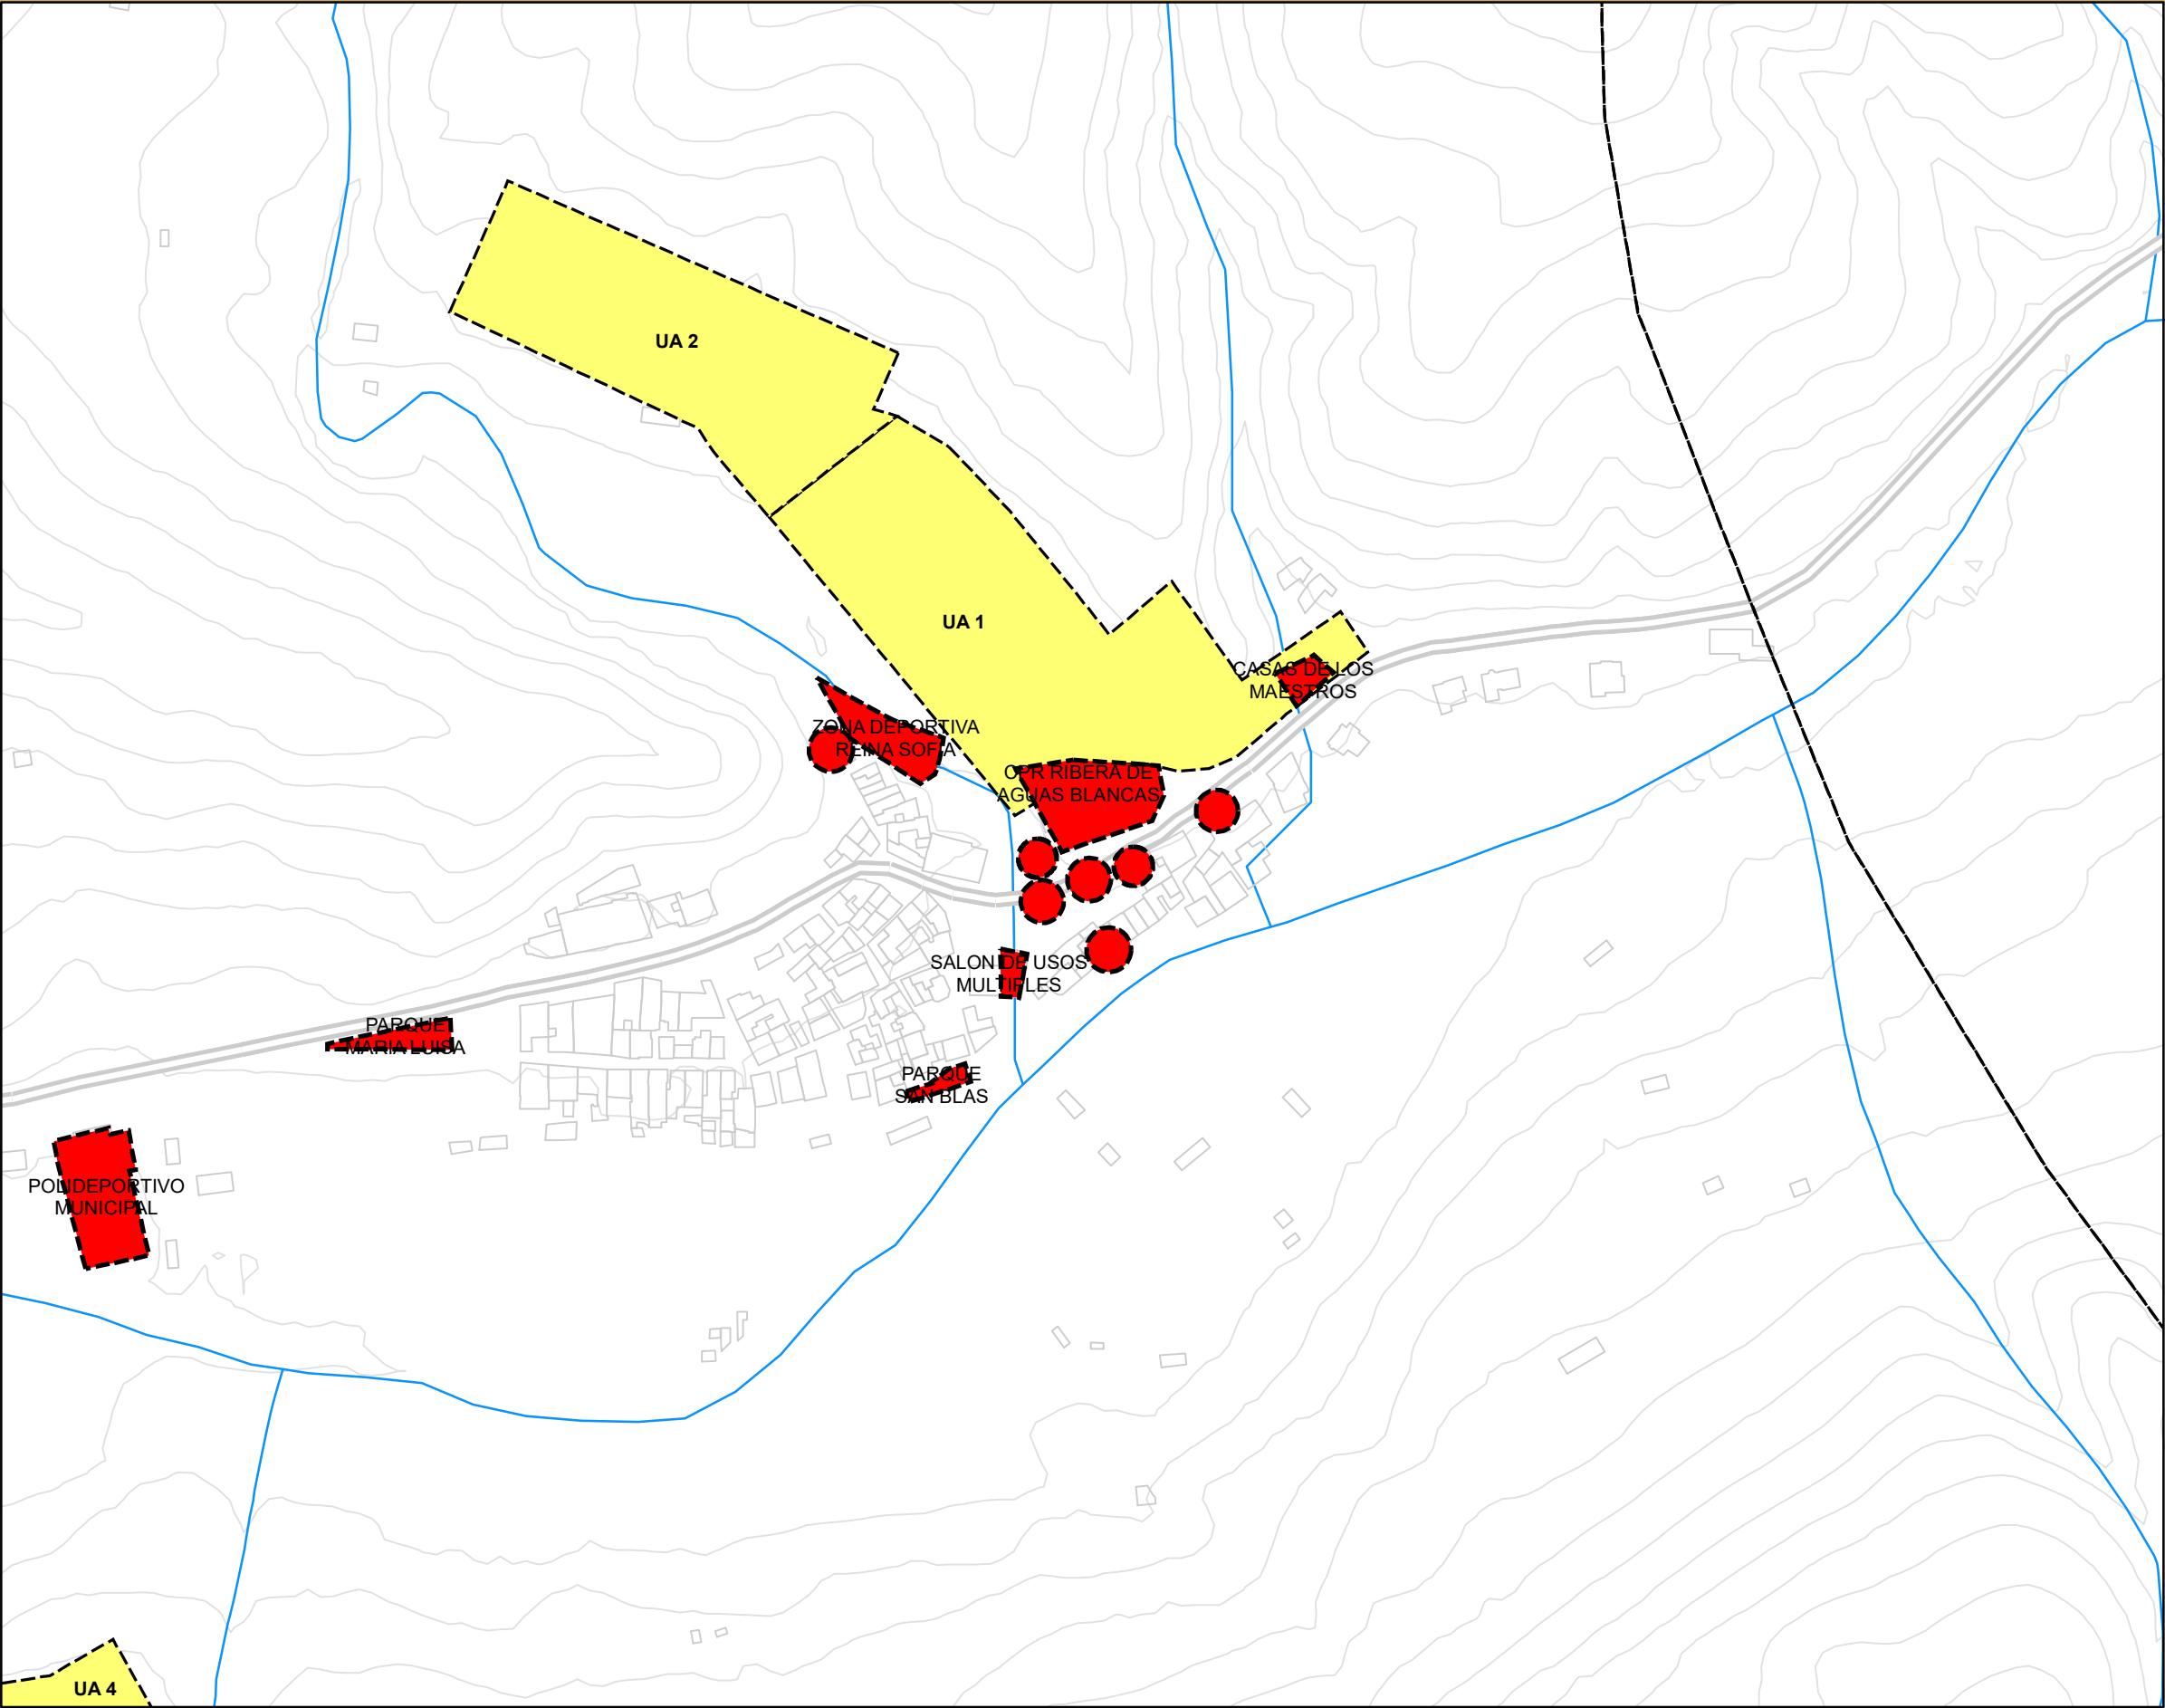 UA 2
UA 1
CASAS DE LOS
MAESTROS
ZONA DEPORTIVA
REINA SOFIA
CPR RIBERA DE
AGUAS BLANCAS
SALON DE USOS
MULTIPLES
PARQUE
MARIA LUISA
PARQUE
SAN BLAS
POLIDEPORTIVO
MUNICIPAL
UA 4